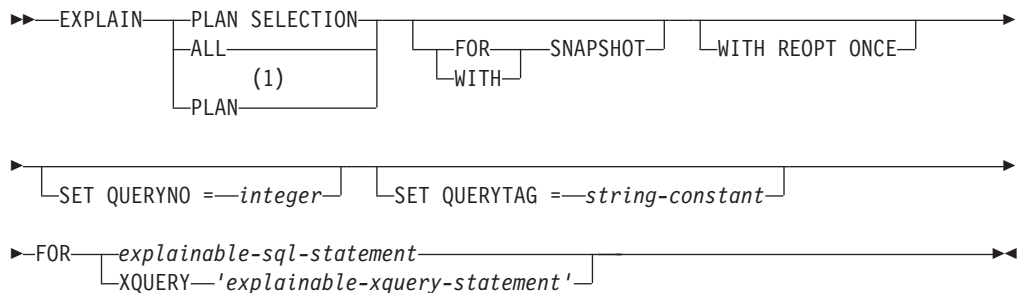 EXPLAIN PLAN SELECTION
ALL FOR SNAPSHOT WITH REOPT ONCE
(1) WITH
PLAN
SET QUERYNO = integer SET QUERYTAG = string-constant
FOR explainable-sql-statement
XQUERY 'explainable-xquery-statement'